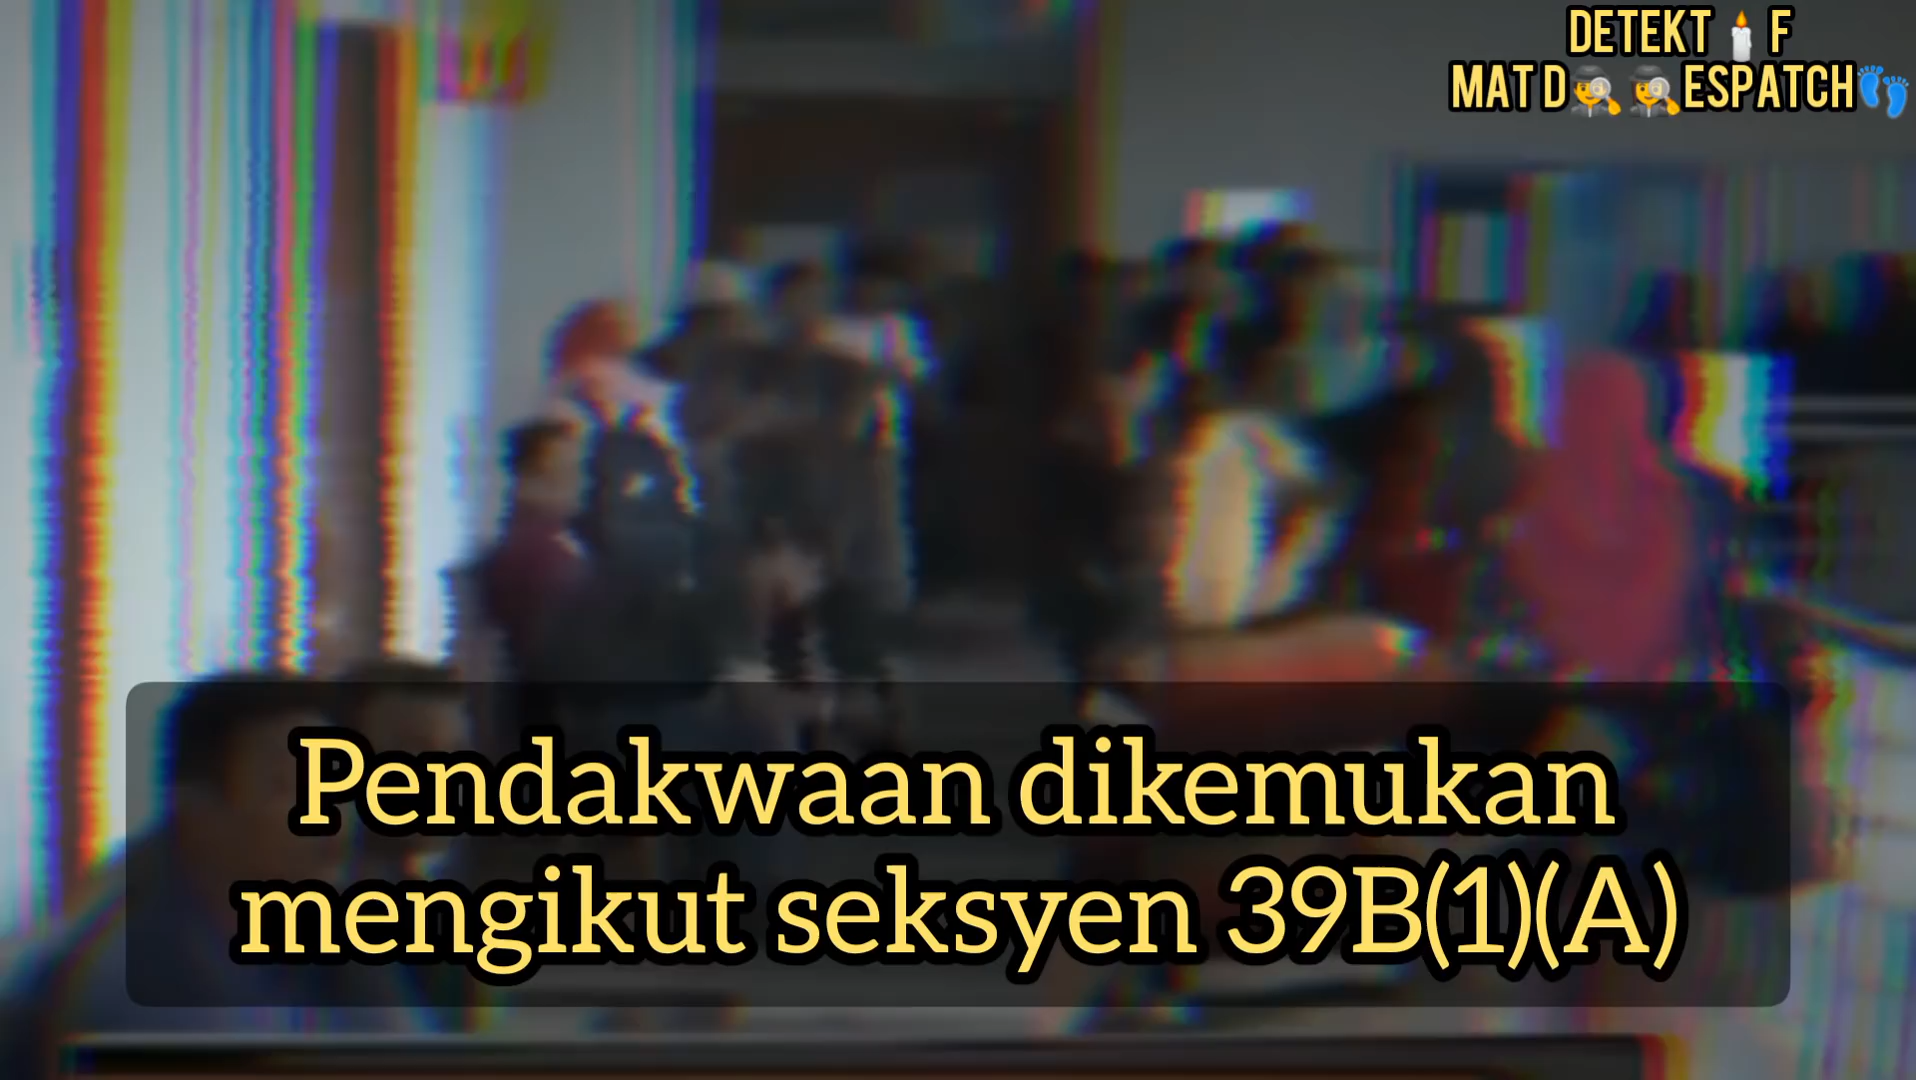 DETEKT🕯️F
MAT D🕵️🕵️ESPATCH👣
Pendakwaan dikemukan
mengikut seksyen 39B(1)(A)